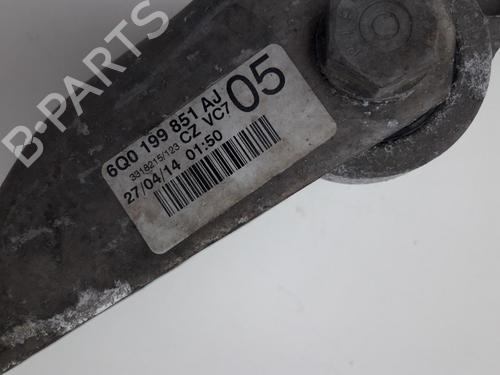 6Q0 199 851 AJ
3318215/123 CZ VC7 05
27/04/14 01:50
B-PARTS